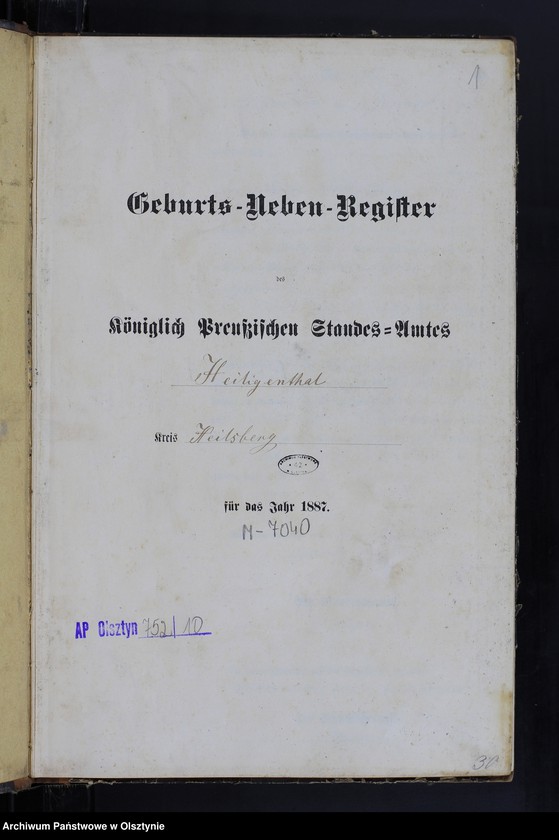 1
Geburts-Neben-Register
des
Königlich Preußischen Standes-Amtes
Heiligenthal
Kreis Heilsberg
für das Jahr 1887.
M-7040
AP Olsztyn 752/10
Archiwum Państwowe w Olsztynie